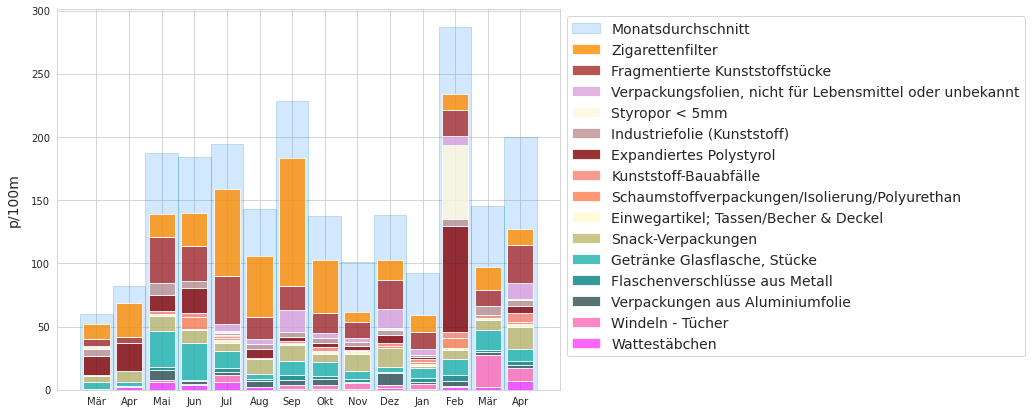 300
250
200
150
100
50
0
p/100m
Mär Apr Mai Jun Jul Aug Sep Okt Nov Dez Jan Feb Mär Apr
Monatsdurchschnitt
Zigarettenfilter
Fragmentierte Kunststoffstücke
Verpackungsfolien, nicht für Lebensmittel oder unbekannt
Styropor < 5mm
Industriefolie (Kunststoff)
Expandiertes Polystyrol
Kunststoff-Bauabfälle
Schaumstoffverpackungen/Isolierung/Polyurethan
Einwegartikel; Tassen/Becher & Deckel
Snack-Verpackungen
Getränke Glasflasche, Stücke
Flaschenverschlüsse aus Metall
Verpackungen aus Aluminiumfolie
Windeln - Tücher
Wattestäbchen